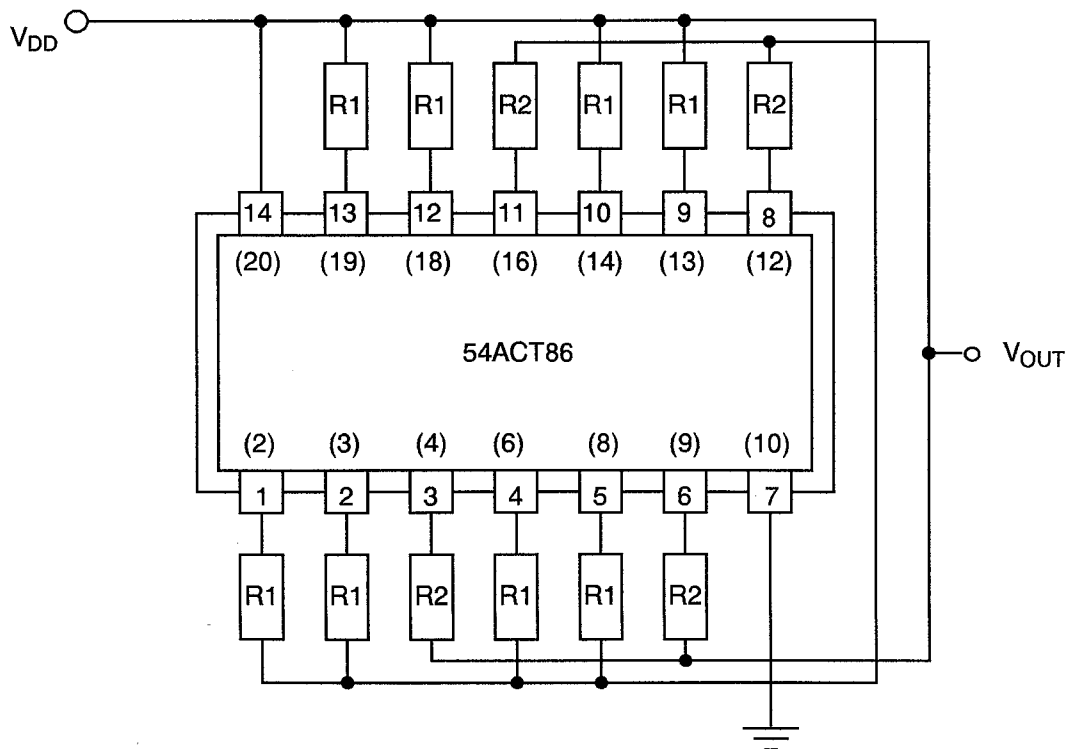 V_DD
R1 R1 R2 R1 R1 R2
14 13 12 11 10 9 8
(20) (19) (18) (16) (14) (13) (12)
54ACT86
V_OUT
(2) (3) (4) (6) (8) (9) (10)
1 2 3 4 5 6 7
R1 R1 R2 R1 R1 R2